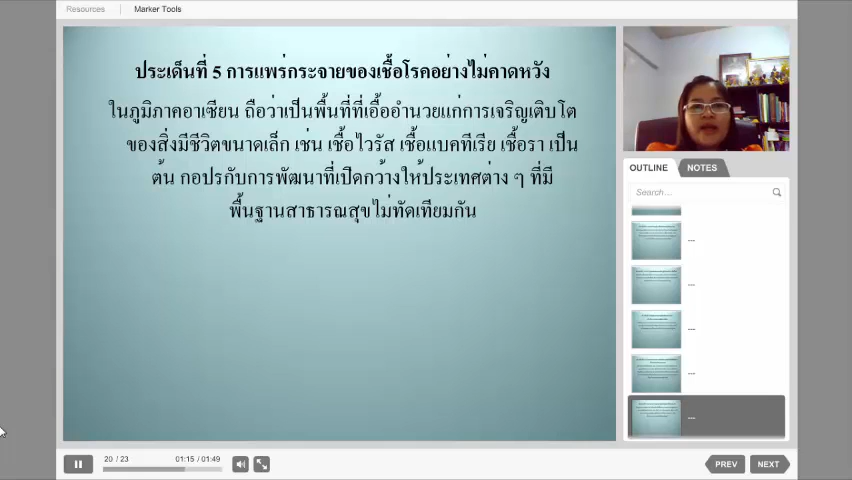 Resources
Marker Tools
ประเด็นที่ 5 การแพร่กระจายของเชื้อโรคอย่างไม่คาดหวัง
ในภูมิภาคอาเซียน ถือว่าเป็นพื้นที่ที่เอื้ออำนวยแก่การเจริญเติบโต
ของสิ่งมีชีวิตขนาดเล็ก เช่น เชื้อไวรัส เชื้อแบคทีเรีย เชื้อรา เป็น
ต้น กอปรกับการพัฒนาที่เปิดกว้างให้ประเทศต่าง ๆ ที่มี
พื้นฐานสาธารณสุขไม่ทัดเทียมกัน
OUTLINE
NOTES
Search...
...
...
...
...
...
20 / 23
01:15 / 01:49
PREV
NEXT